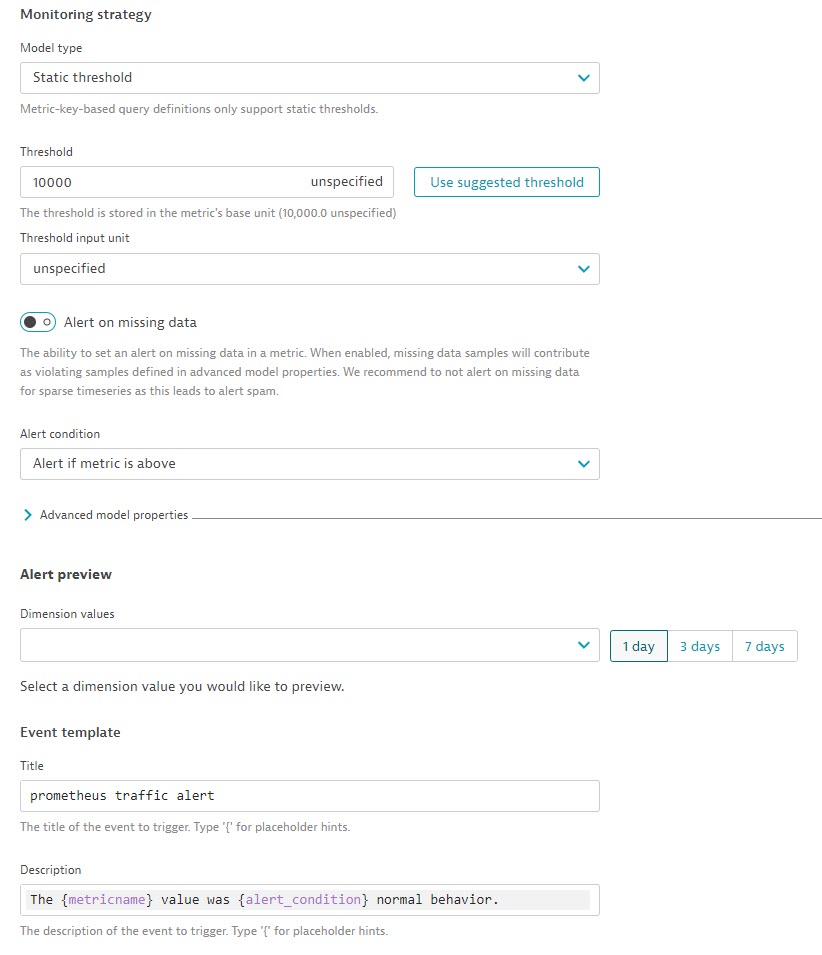 Monitoring strategy
Model type
Static threshold
Metric-key-based query definitions only support static thresholds.
Threshold
10000 unspecified Use suggested threshold
The threshold is stored in the metric's base unit (10,000.0 unspecified)
Threshold input unit
unspecified
Alert on missing data
The ability to set an alert on missing data in a metric. When enabled, missing data samples will contribute
as violating samples defined in advanced model properties. We recommend to not alert on missing data
for sparse timeseries as this leads to alert spam.
Alert condition
Alert if metric is above
Advanced model properties
Alert preview
Dimension values
1 day 3 days 7 days
Select a dimension value you would like to preview.
Event template
Title
prometheus traffic alert
The title of the event to trigger. Type '{' for placeholder hints.
Description
The {metricname} value was {alert_condition} normal behavior.
The description of the event to trigger. Type '{' for placeholder hints.